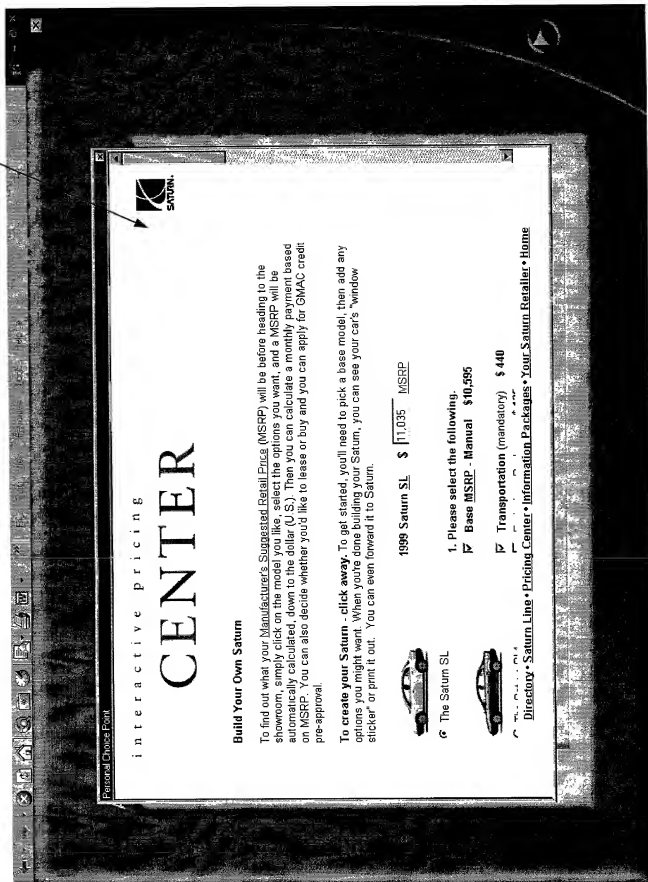 Personal Choice Point
interactive pricing
CENTER
SATURN.
Build Your Own Saturn
To find out what your Manufacturer's Suggested Retail Price (MSRP) will be before heading to the
showroom, simply click on the model you like, select the options you want, and a MSRP will be
automatically calculated, down to the dollar (U.S.). Then you can calculate a monthly payment based
on MSRP. You can also decide whether you'd like to lease or buy and you can apply for GMAC credit
pre-approval.
To create your Saturn - click away. To get started, you'll need to pick a base model, then add any
options you might want. When you're done building your Saturn, you can see your car's "window
sticker" or print it out. You can even forward it to Saturn.
1999 Saturn SL $ 11,035 MSRP
The Saturn SL
1. Please select the following.
Base MSRP - Manual $10,595
Transportation (mandatory) $ 440
Directory • Saturn Line • Pricing Center • Information Packages • Your Saturn Retailer • Home